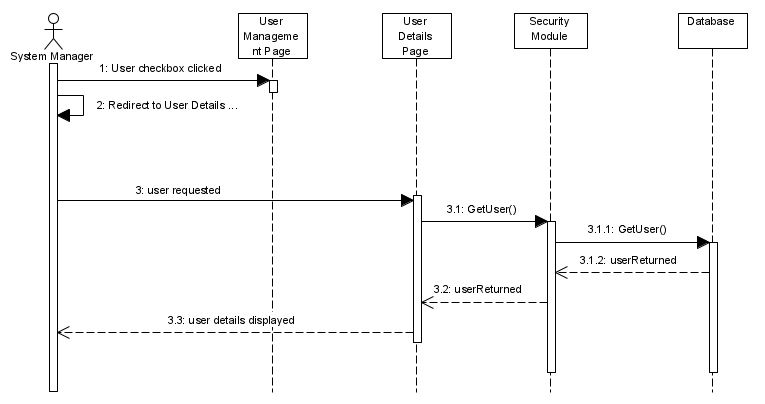 System Manager
User
Manageme
nt Page
User
Details
Page
Security
Module
Database
1: User checkbox clicked
2: Redirect to User Details ...
3: user requested
3.1: GetUser()
3.1.1: GetUser()
3.1.2: userReturned
3.2: userReturned
3.3: user details displayed